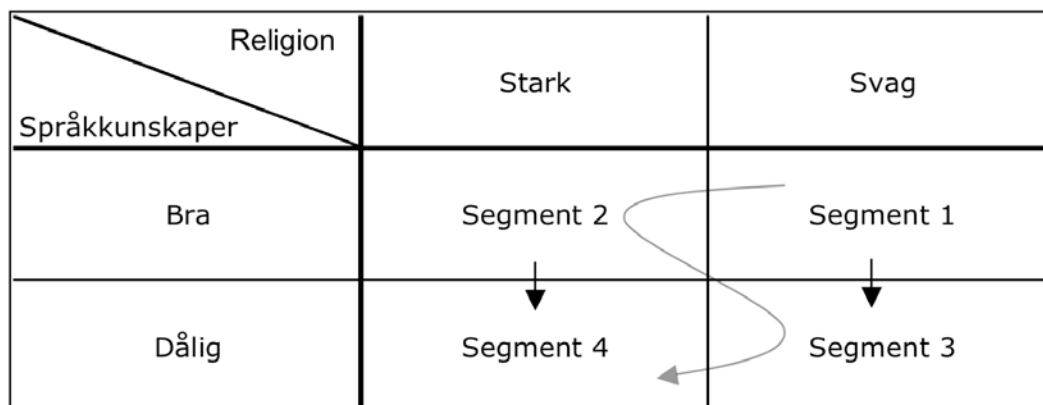 Religion
Språkkunskaper
Stark
Svag
Bra
Segment 2
Segment 1
Dålig
Segment 4
Segment 3